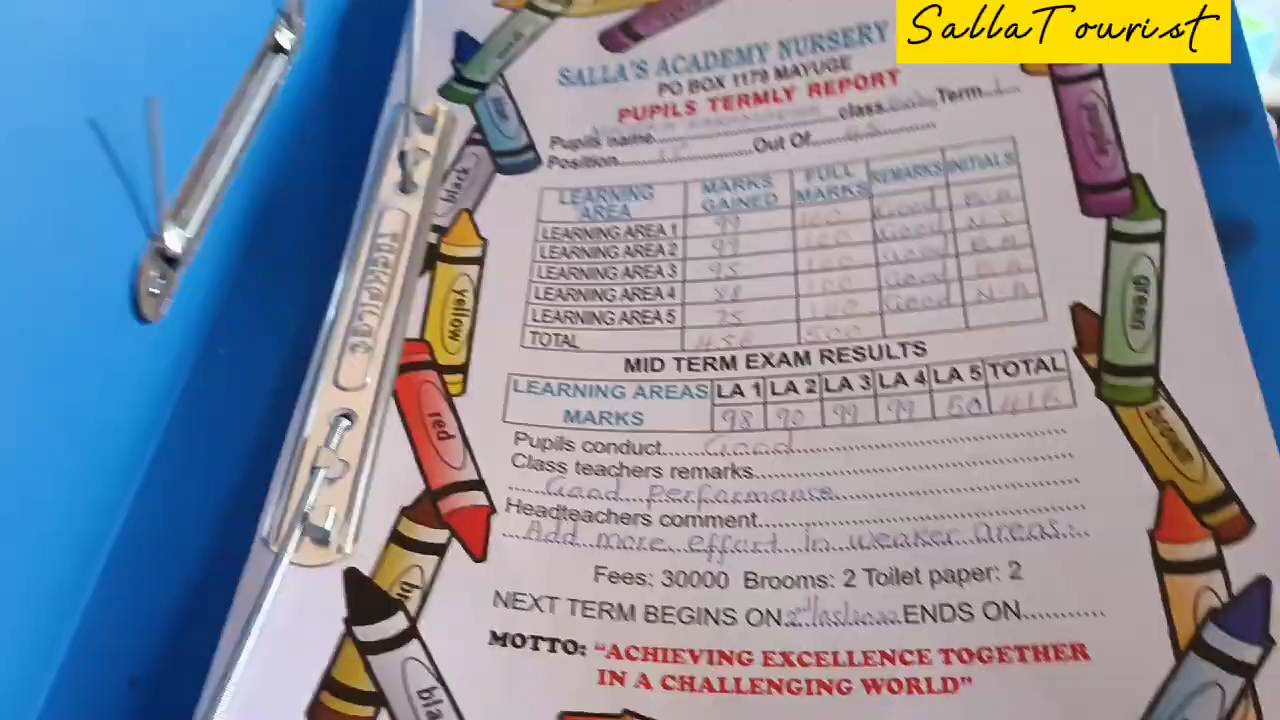 SallaTourist
SALLA'S ACADEMY NURSERY
PO BOX 1179 MAYUGE
PUPILS TERMLY REPORT
Pupils name.......... class.......... Term..........
Position.......... Out Of..........
LEARNING AREA MARKS GAINED FULL MARKS REMARKS INITIALS
LEARNING AREA 1 99 100 Good
LEARNING AREA 2 99 100 Good
LEARNING AREA 3 95 100 Good
LEARNING AREA 4 88 100 Good
LEARNING AREA 5 75 100 Good
TOTAL 456 500
MID TERM EXAM RESULTS
LEARNING AREAS LA 1 LA 2 LA 3 LA 4 LA 5 TOTAL
MARKS 98 90 99 99 50
Pupils conduct......Good..........
Class teachers remarks..........
Good performance
Headteachers comment..........
Add more effort in weaker areas.
Fees: 30000 Brooms: 2 Toilet paper: 2
NEXT TERM BEGINS ON ENDS ON............
MOTTO: "ACHIEVING EXCELLENCE TOGETHER
IN A CHALLENGING WORLD"
black
yellow
red
purple
green
brown